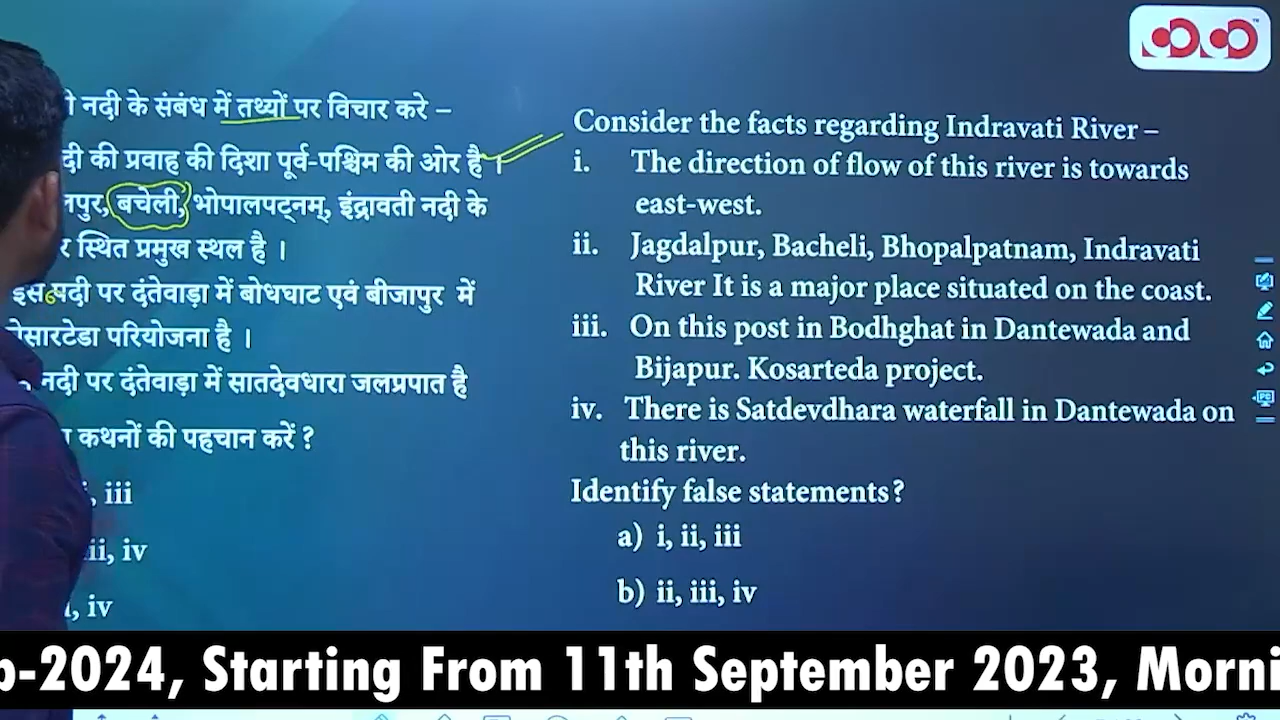 नदी के संबंध में तथ्यों पर विचार करे –
की प्रवाह की दिशा पूर्व-पश्चिम की ओर है ।
बचेली, भोपालपट्नम्, इंद्रावती नदी के
स्थित प्रमुख स्थल है ।
इस पदी पर दंतेवाड़ा में बोधघाट एवं बीजापुर में
परियोजना है ।
नदी पर दंतेवाड़ा में सातदेवधारा जलप्रपात है
कथनों की पहचान करें ?
iii
iv
iv
Consider the facts regarding Indravati River –
i. The direction of flow of this river is towards
east-west.
ii. Jagdalpur, Bacheli, Bhopalpatnam, Indravati
River It is a major place situated on the coast.
iii. On this post in Bodhghat in Dantewada and
Bijapur. Kosarteda project.
iv. There is Satdevdhara waterfall in Dantewada on
this river.
Identify false statements?
a) i, ii, iii
b) ii, iii, iv
-2024, Starting From 11th September 2023,